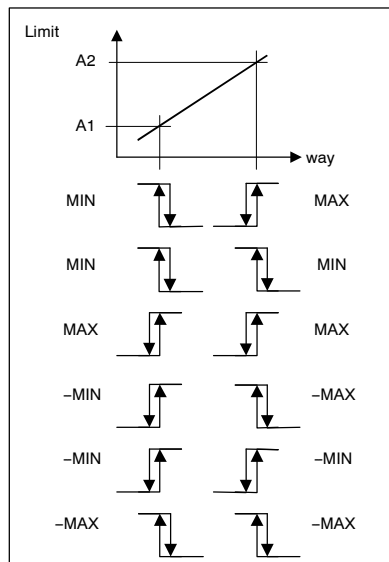 Limit
A2
A1
way
MIN MAX
MIN MIN
MAX MAX
–MIN –MAX
–MIN –MIN
–MAX –MAX